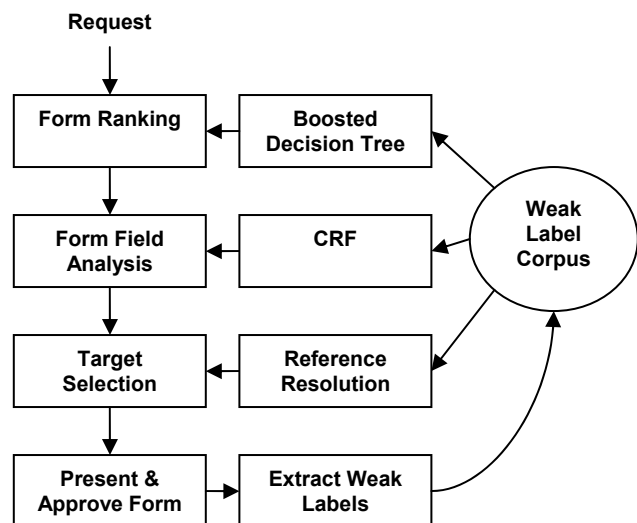 Request
Form Ranking
Boosted
Decision Tree
Form Field
Analysis
CRF
Weak
Label
Corpus
Target
Selection
Reference
Resolution
Present &
Approve Form
Extract Weak
Labels